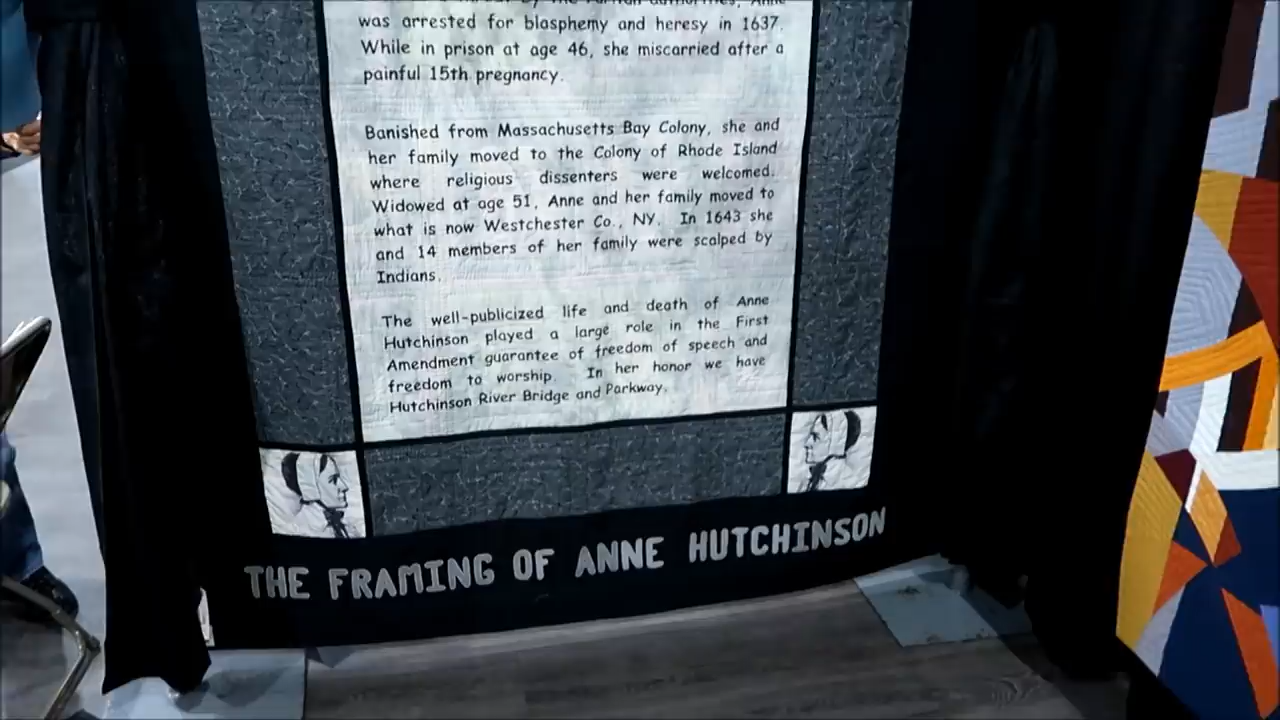 was arrested for blasphemy and heresy in 1637.
While in prison at age 46, she miscarried after a
painful 15th pregnancy.
Banished from Massachusetts Bay Colony, she and
her family moved to the Colony of Rhode Island
where religious dissenters were welcomed.
Widowed at age 51, Anne and her family moved to
what is now Westchester Co., NY. In 1643 she
and 14 members of her family were scalped by
Indians.
The well-publicized life and death of Anne
Hutchinson played a large role in the First
Amendment guarantee of freedom of speech and
freedom to worship. In her honor we have
Hutchinson River Bridge and Parkway.
THE FRAMING OF ANNE HUTCHINSON